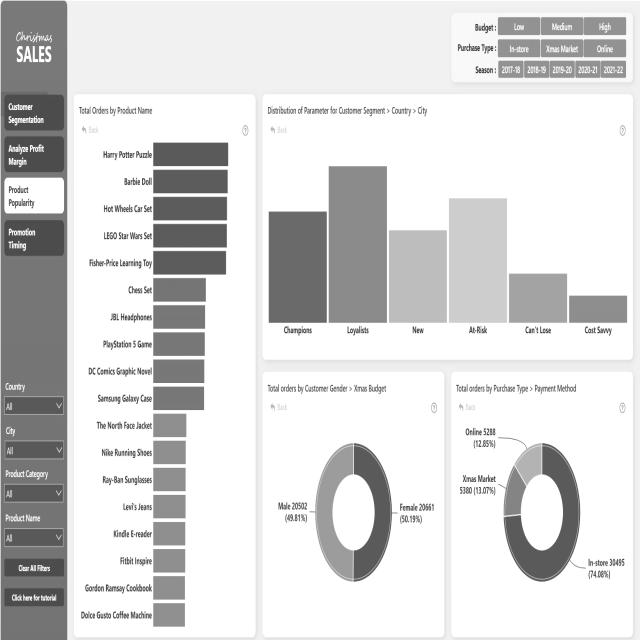 Christmas
SALES
Customer
Segmentation
Analyze Profit
Margin
Product
Popularity
Promotion
Timing
Country
All
City
All
Product Category
All
Product Name
All
Clear All Filters
Click here for tutorial
Budget : Low Medium High
Purchase Type : In-store Xmas Market Online
Season : 2017-18 2018-19 2019-20 2020-21 2021-22
Total Orders by Product Name
Back
Harry Potter Puzzle
Barbie Doll
Hot Wheels Car Set
LEGO Star Wars Set
Fisher-Price Learning Toy
Chess Set
JBL Headphones
PlayStation 5 Game
DC Comics Graphic Novel
Samsung Galaxy Case
The North Face Jacket
Nike Running Shoes
Ray-Ban Sunglasses
Levi's Jeans
Kindle E-reader
Fitbit Inspire
Gordon Ramsay Cookbook
Dolce Gusto Coffee Machine
Distribution of Parameter for Customer Segment > Country > City
Back
Champions Loyalists New At-Risk Can't Lose Cost Savvy
Total orders by Customer Gender > Xmas Budget
Back
Male 20502
(49.81%)
Female 20661
(50.19%)
Total orders by Purchase Type > Payment Method
Back
Online 5288
(12.85%)
Xmas Market
5380 (13.07%)
In-store 30495
(74.08%)